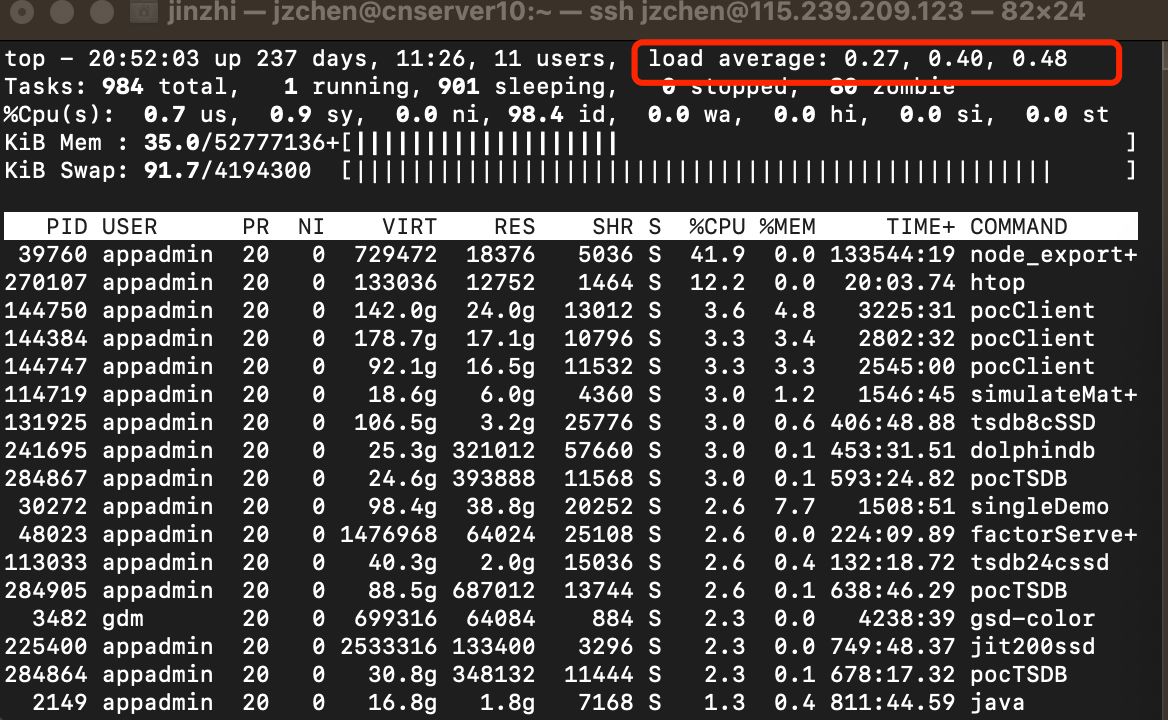 jinzhi — jzchen@cnserver10:~ — ssh jzchen@115.239.209.123 — 82×24
top - 20:52:03 up 237 days, 11:26, 11 users, load average: 0.27, 0.40, 0.48
Tasks: 984 total, 1 running, 901 sleeping, 0 stopped, 80 zombie
%Cpu(s): 0.7 us, 0.9 sy, 0.0 ni, 98.4 id, 0.0 wa, 0.0 hi, 0.0 si, 0.0 st
KiB Mem : 35.0/52777136+[||||||||||||||||||| ]
KiB Swap: 91.7/4194300 [|||||||||||||||||||||||||||||||||||||||||||||||||| ]
PID USER PR NI VIRT RES SHR S %CPU %MEM TIME+ COMMAND
39760 appadmin 20 0 729472 18376 5036 S 41.9 0.0 133544:19 node_export+
270107 appadmin 20 0 133036 12752 1464 S 12.2 0.0 20:03.74 htop
144750 appadmin 20 0 142.0g 24.0g 13012 S 3.6 4.8 3225:31 pocClient
144384 appadmin 20 0 178.7g 17.1g 10796 S 3.3 3.4 2802:32 pocClient
144747 appadmin 20 0 92.1g 16.5g 11532 S 3.3 3.3 2545:00 pocClient
114719 appadmin 20 0 18.6g 6.0g 4360 S 3.0 1.2 1546:45 simulateMat+
131925 appadmin 20 0 106.5g 3.2g 25776 S 3.0 0.6 406:48.88 tsdb8cSSD
241695 appadmin 20 0 25.3g 321012 57660 S 3.0 0.1 453:31.51 dolphindb
284867 appadmin 20 0 24.6g 393888 11568 S 3.0 0.1 593:24.82 pocTSDB
30272 appadmin 20 0 98.4g 38.8g 20252 S 2.6 7.7 1508:51 singleDemo
48023 appadmin 20 0 1476968 64024 25108 S 2.6 0.0 224:09.89 factorServe+
113033 appadmin 20 0 40.3g 2.0g 15036 S 2.6 0.4 132:18.72 tsdb24cssd
284905 appadmin 20 0 88.5g 687012 13744 S 2.6 0.1 638:46.29 pocTSDB
3482 gdm 20 0 699316 64084 884 S 2.3 0.0 4238:39 gsd-color
225400 appadmin 20 0 2533316 133400 3296 S 2.3 0.0 749:48.37 jit200ssd
284864 appadmin 20 0 30.8g 348132 11444 S 2.3 0.1 678:17.32 pocTSDB
2149 appadmin 20 0 16.8g 1.8g 7168 S 1.3 0.4 811:44.59 java